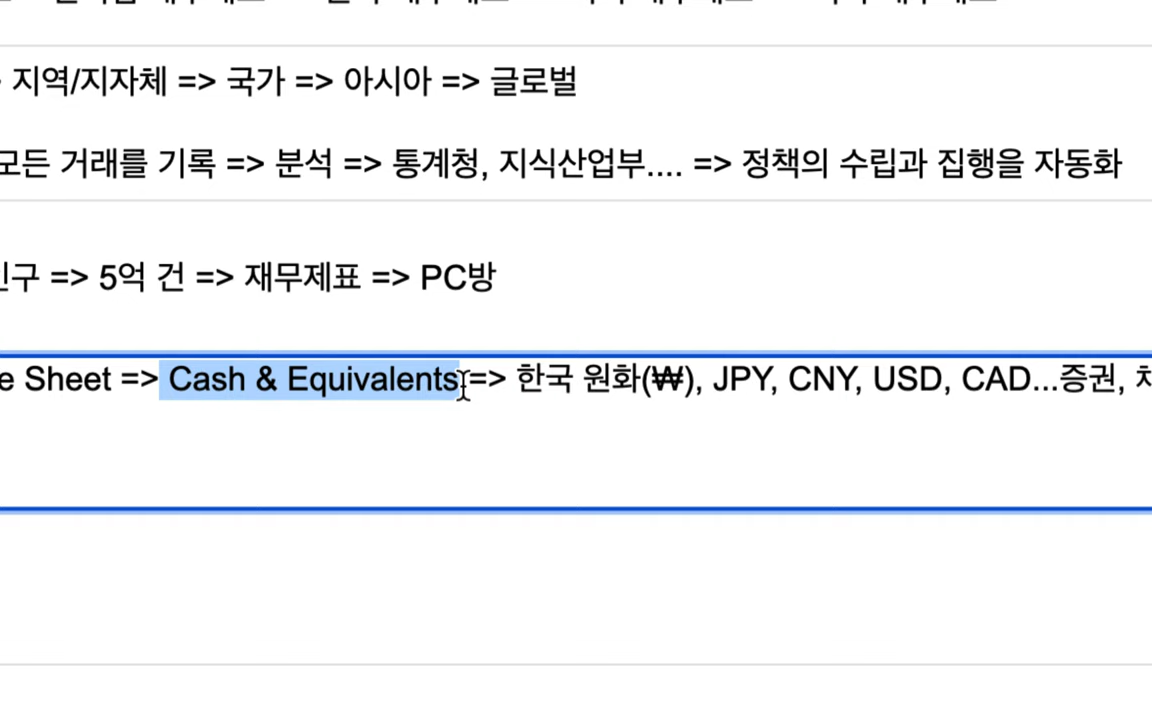 지역/지자체 => 국가 => 아시아 => 글로벌
모든 거래를 기록 => 분석 => 통계청, 지식산업부.... => 정책의 수립과 집행을 자동화
=> 5억 건 => 재무제표 => PC방
e Sheet => Cash & Equivalents => 한국 원화(₩), JPY, CNY, USD, CAD...증권,